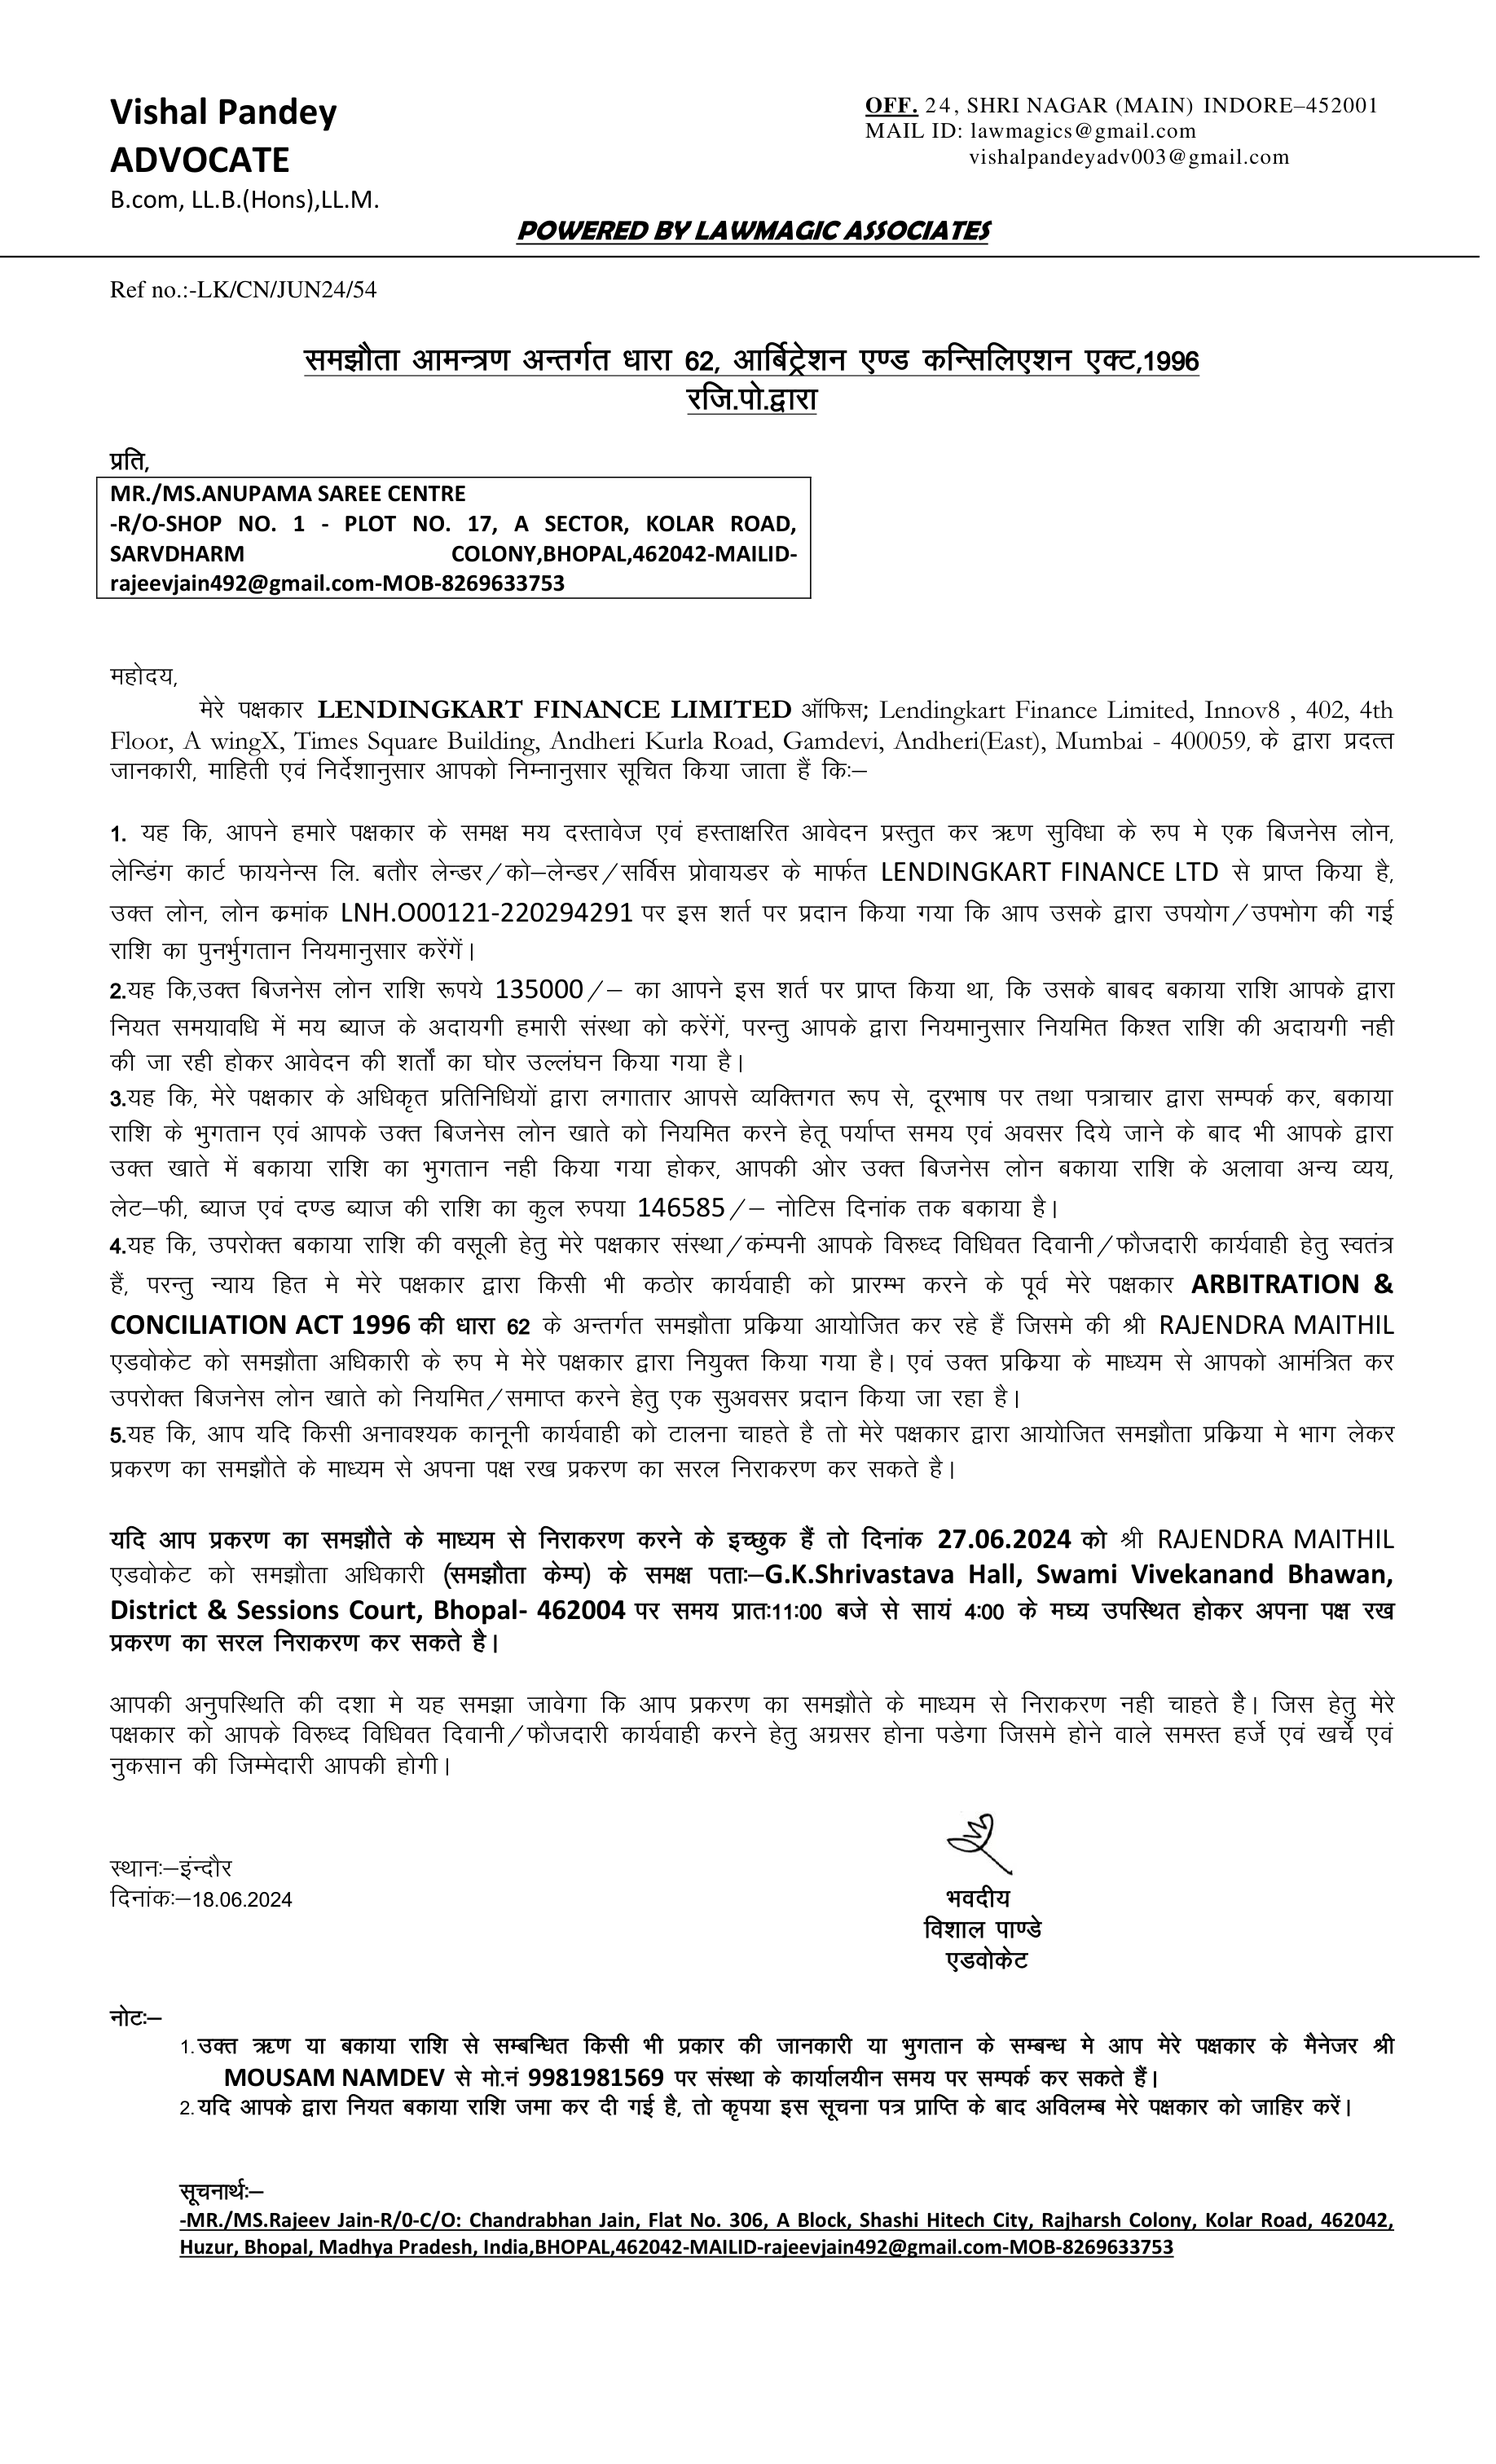 Vishal Pandey
ADVOCATE
B.com, LL.B.(Hons),LL.M.
OFF. 24, SHRI NAGAR (MAIN) INDORE–452001
MAIL ID: lawmagics@gmail.com
vishalpandeyadv003@gmail.com
POWERED BY LAWMAGIC ASSOCIATES
Ref no.:-LK/CN/JUN24/54
समझौता आमन्त्रण अन्तर्गत धारा 62, आर्बिट्रेशन एण्ड कन्सिलिएशन एक्ट,1996
रजि.पो.द्वारा
प्रति,
MR./MS.ANUPAMA SAREE CENTRE
-R/O-SHOP NO. 1 - PLOT NO. 17, A SECTOR, KOLAR ROAD,
SARVDHARM COLONY,BHOPAL,462042-MAILID-
rajeevjain492@gmail.com-MOB-8269633753
महोदय,
मेरे पक्षकार LENDINGKART FINANCE LIMITED ऑफिस; Lendingkart Finance Limited, Innov8 , 402, 4th
Floor, A wingX, Times Square Building, Andheri Kurla Road, Gamdevi, Andheri(East), Mumbai - 400059, के द्वारा प्रदत्त
जानकारी, माहिती एवं निर्देशानुसार आपको निम्नानुसार सूचित किया जाता हैं कि:–
1. यह कि, आपने हमारे पक्षकार के समक्ष मय दस्तावेज एवं हस्ताक्षरित आवेदन प्रस्तुत कर ऋण सुविधा के रुप मे एक बिजनेस लोन,
लेन्डिंग कार्ट फायनेन्स लि. बतौर लेन्डर/को–लेन्डर/सर्विस प्रोवायडर के मार्फत LENDINGKART FINANCE LTD से प्राप्त किया है,
उक्त लोन, लोन क्रमांक LNH.O00121-220294291 पर इस शर्त पर प्रदान किया गया कि आप उसके द्वारा उपयोग/उपभोग की गई
राशि का पुनर्भुगतान नियमानुसार करेंगें।
2.यह कि,उक्त बिजनेस लोन राशि रूपये 135000/– का आपने इस शर्त पर प्राप्त किया था, कि उसके बाबद बकाया राशि आपके द्वारा
नियत समयावधि में मय ब्याज के अदायगी हमारी संस्था को करेंगें, परन्तु आपके द्वारा नियमानुसार नियमित किश्त राशि की अदायगी नही
की जा रही होकर आवेदन की शर्तों का घोर उल्लंघन किया गया है।
3.यह कि, मेरे पक्षकार के अधिकृत प्रतिनिधियों द्वारा लगातार आपसे व्यक्तिगत रूप से, दूरभाष पर तथा पत्राचार द्वारा सम्पर्क कर, बकाया
राशि के भुगतान एवं आपके उक्त बिजनेस लोन खाते को नियमित करने हेतू पर्याप्त समय एवं अवसर दिये जाने के बाद भी आपके द्वारा
उक्त खाते में बकाया राशि का भुगतान नही किया गया होकर, आपकी ओर उक्त बिजनेस लोन बकाया राशि के अलावा अन्य व्यय,
लेट–फी, ब्याज एवं दण्ड ब्याज की राशि का कुल रुपया 146585/– नोटिस दिनांक तक बकाया है।
4.यह कि, उपरोक्त बकाया राशि की वसूली हेतु मेरे पक्षकार संस्था/कंम्पनी आपके विरुध्द विधिवत दिवानी/फौजदारी कार्यवाही हेतु स्वतंत्र
हैं, परन्तु न्याय हित मे मेरे पक्षकार द्वारा किसी भी कठोर कार्यवाही को प्रारम्भ करने के पूर्व मेरे पक्षकार ARBITRATION &
CONCILIATION ACT 1996 की धारा 62 के अन्तर्गत समझौता प्रक्रिया आयोजित कर रहे हैं जिसमे की श्री RAJENDRA MAITHIL
एडवोकेट को समझौता अधिकारी के रुप मे मेरे पक्षकार द्वारा नियुक्त किया गया है। एवं उक्त प्रक्रिया के माध्यम से आपको आमंत्रित कर
उपरोक्त बिजनेस लोन खाते को नियमित/समाप्त करने हेतु एक सुअवसर प्रदान किया जा रहा है।
5.यह कि, आप यदि किसी अनावश्यक कानूनी कार्यवाही को टालना चाहते है तो मेरे पक्षकार द्वारा आयोजित समझौता प्रक्रिया मे भाग लेकर
प्रकरण का समझौते के माध्यम से अपना पक्ष रख प्रकरण का सरल निराकरण कर सकते है।
यदि आप प्रकरण का समझौते के माध्यम से निराकरण करने के इच्छुक हैं तो दिनांक 27.06.2024 को श्री RAJENDRA MAITHIL
एडवोकेट को समझौता अधिकारी (समझौता केम्प) के समक्ष पता:–G.K.Shrivastava Hall, Swami Vivekanand Bhawan,
District & Sessions Court, Bhopal- 462004 पर समय प्रात:11:00 बजे से सायं 4:00 के मघ्य उपस्थित होकर अपना पक्ष रख
प्रकरण का सरल निराकरण कर सकते है।
आपकी अनुपस्थिति की दशा मे यह समझा जावेगा कि आप प्रकरण का समझौते के माध्यम से निराकरण नही चाहते है। जिस हेतु मेरे
पक्षकार को आपके विरुध्द विधिवत दिवानी/फौजदारी कार्यवाही करने हेतु अग्रसर होना पडेगा जिसमे होने वाले समस्त हर्जे एवं खर्चे एवं
नुकसान की जिम्मेदारी आपकी होगी।
स्थान:–इंन्दौर
दिनांक:–18.06.2024
भवदीय
विशाल पाण्डे
एडवोकेट
नोट:–
1.उक्त ऋण या बकाया राशि से सम्बन्धित किसी भी प्रकार की जानकारी या भुगतान के सम्बन्ध मे आप मेरे पक्षकार के मैनेजर श्री
MOUSAM NAMDEV से मो.नं 9981981569 पर संस्था के कार्यालयीन समय पर सम्पर्क कर सकते हैं।
2.यदि आपके द्वारा नियत बकाया राशि जमा कर दी गई है, तो कृपया इस सूचना पत्र प्राप्ति के बाद अविलम्ब मेरे पक्षकार को जाहिर करें।
सूचनार्थ:–
-MR./MS.Rajeev Jain-R/0-C/O: Chandrabhan Jain, Flat No. 306, A Block, Shashi Hitech City, Rajharsh Colony, Kolar Road, 462042,
Huzur, Bhopal, Madhya Pradesh, India,BHOPAL,462042-MAILID-rajeevjain492@gmail.com-MOB-8269633753